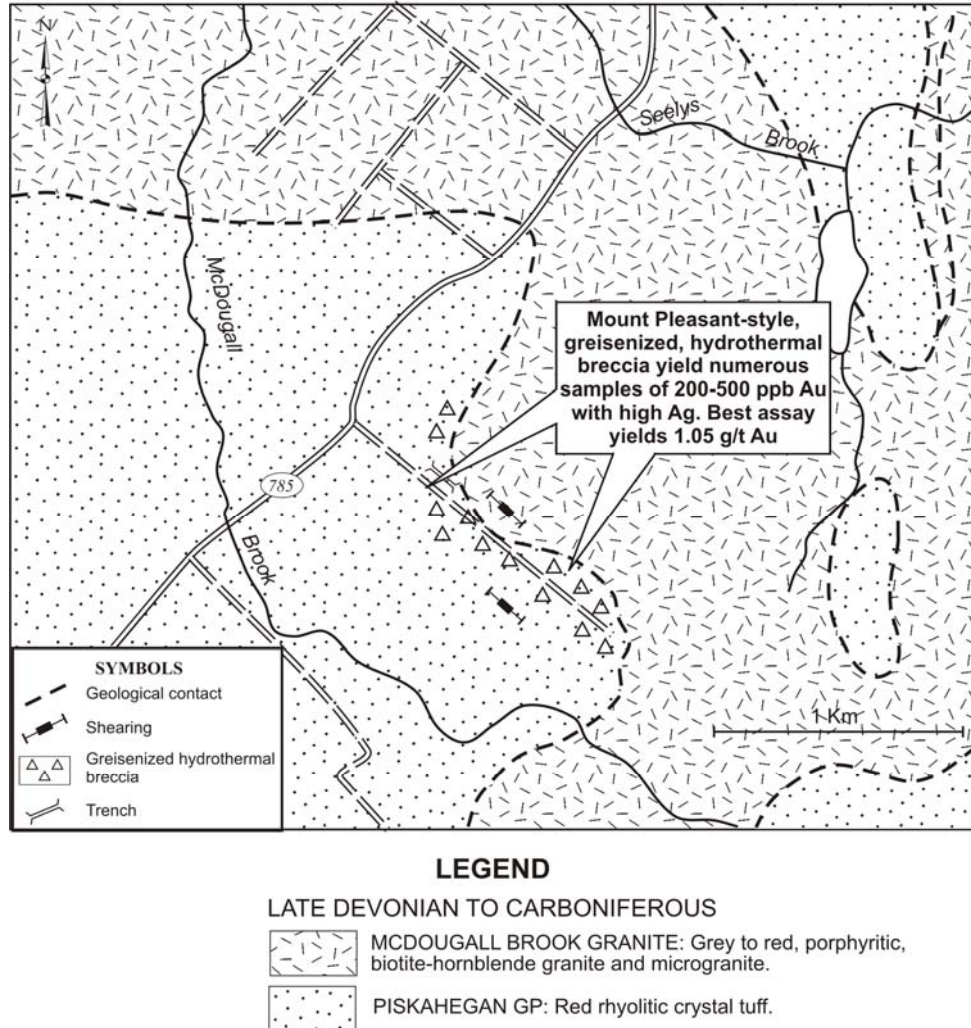 N
Seelys
Brook
McDougall
Brook
785
Mount Pleasant-style,
greisenized, hydrothermal
breccia yield numerous
samples of 200-500 ppb Au
with high Ag. Best assay
yields 1.05 g/t Au
1 Km
SYMBOLS
Geological contact
Shearing
Greisenized hydrothermal
breccia
Trench
LEGEND
LATE DEVONIAN TO CARBONIFEROUS
MCDOUGALL BROOK GRANITE: Grey to red, porphyritic,
biotite-hornblende granite and microgranite.
PISKAHEGAN GP: Red rhyolitic crystal tuff.